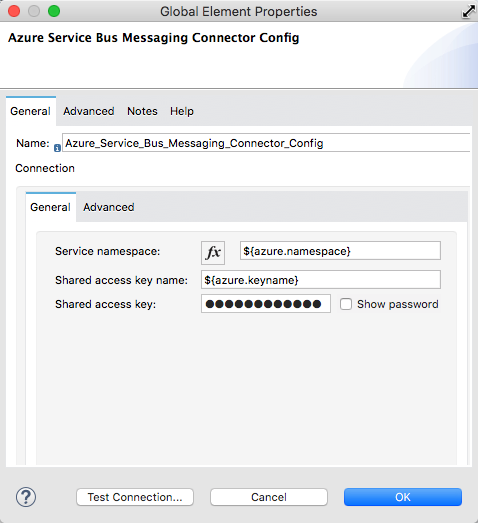 Global Element Properties
Azure Service Bus Messaging Connector Config
General Advanced Notes Help
Name: Azure_Service_Bus_Messaging_Connector_Config
Connection
General Advanced
Service namespace: fx ${azure.namespace}
Shared access key name: ${azure.keyname}
Shared access key: ●●●●●●●●●●●● Show password
? Test Connection... Cancel OK